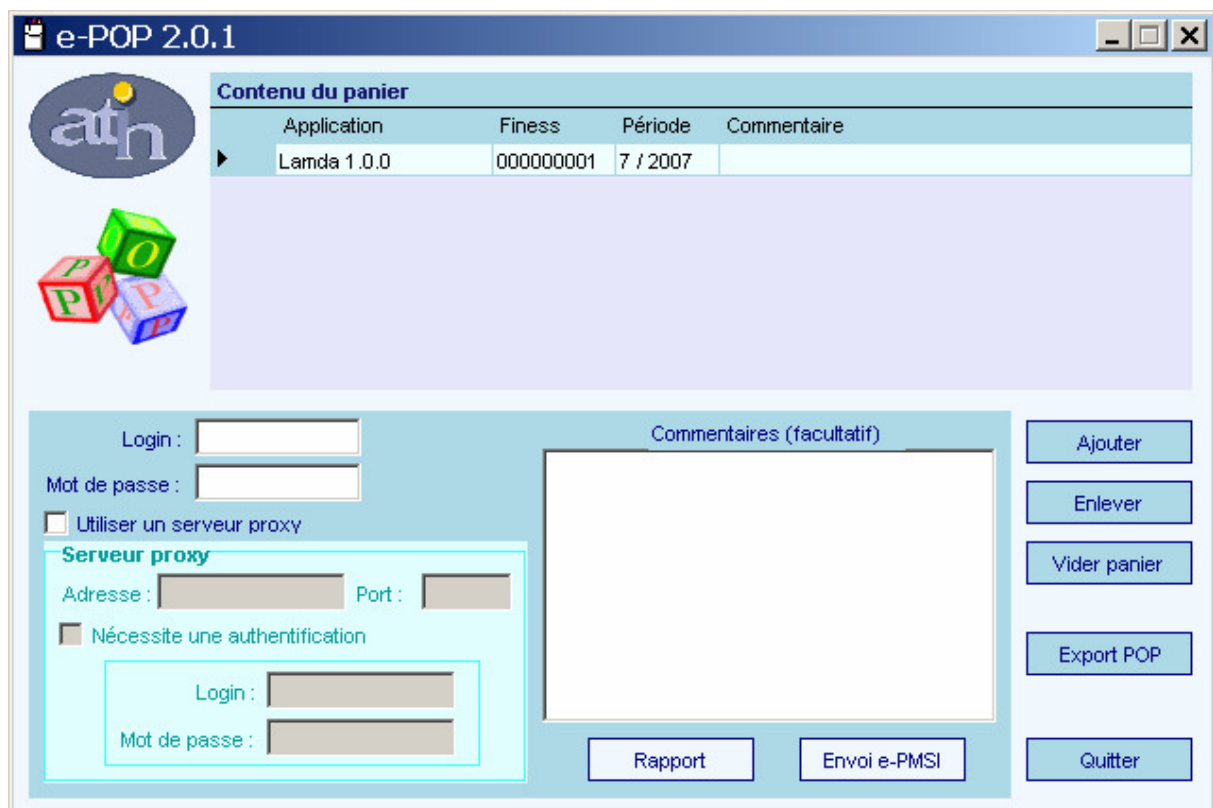 e-POP 2.0.1
atih
Contenu du panier
Application Finess Période Commentaire
Lamda 1.0.0 000000001 7 / 2007
O O
P P P P
P P P
Login :
Commentaires (facultatif)
Ajouter
Mot de passe :
Enlever
Utiliser un serveur proxy
Serveur proxy
Vider panier
Adresse : Port :
Nécessite une authentification
Export POP
Login :
Mot de passe :
Rapport Envoi e-PMSI Quitter